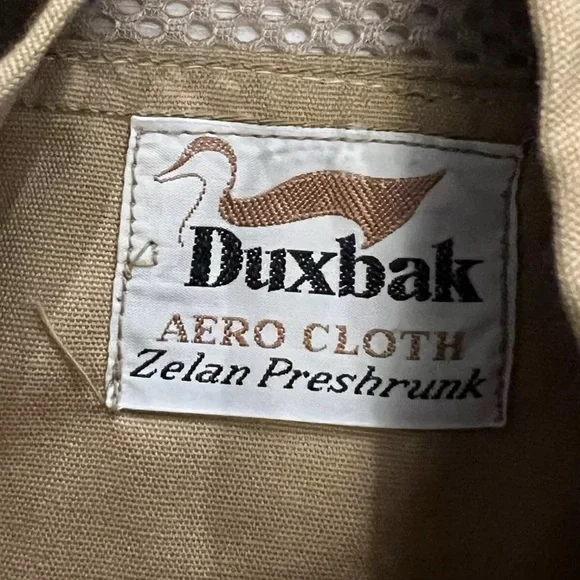 Duxbak
AERO CLOTH
Zelan Preshrunk